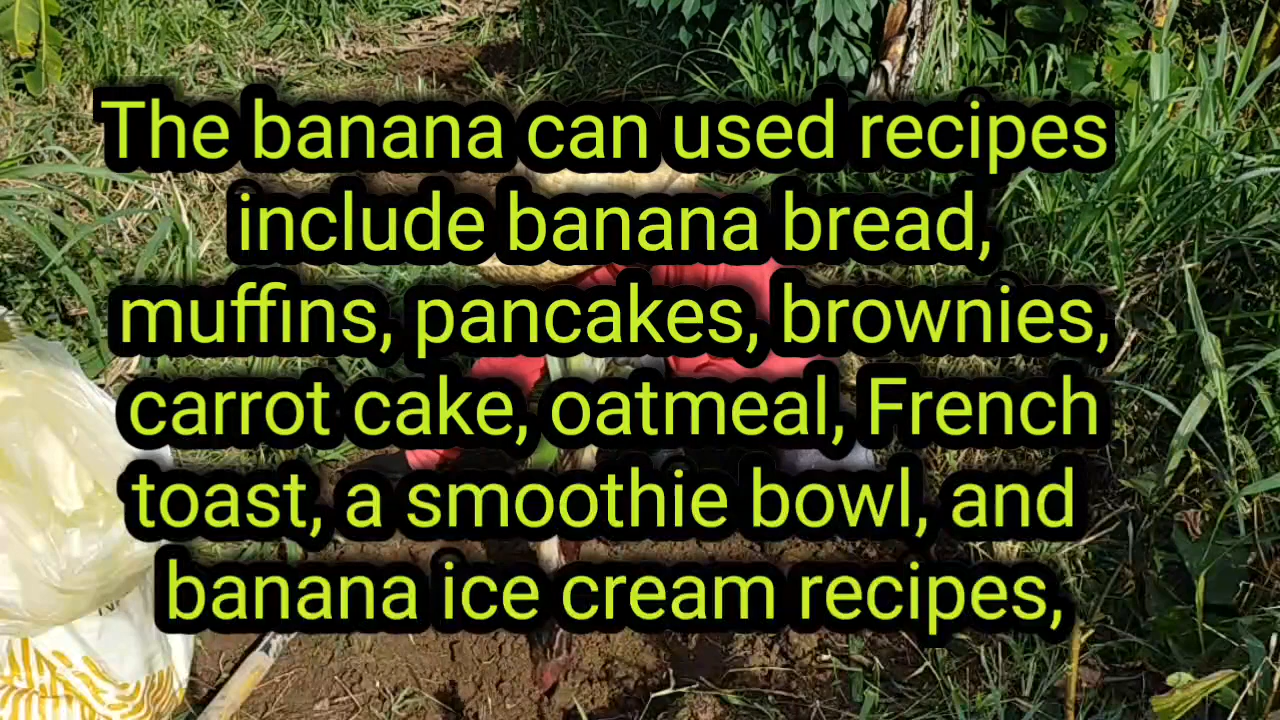 The banana can used recipes
include banana bread,
muffins, pancakes, brownies,
carrot cake, oatmeal, French
toast, a smoothie bowl, and
banana ice cream recipes,